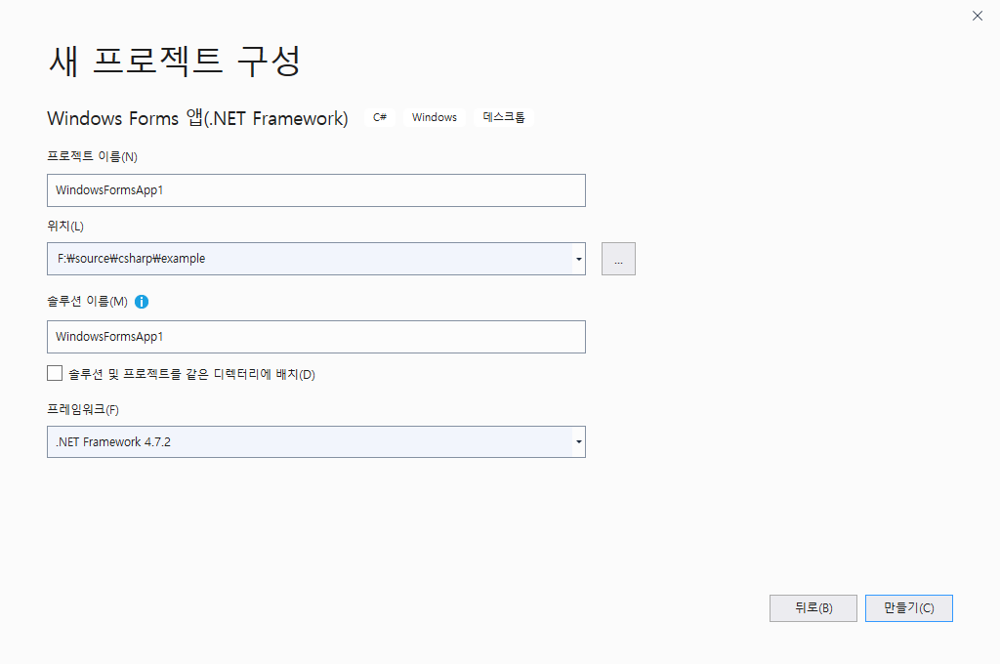 새 프로젝트 구성
Windows Forms 앱(.NET Framework) C# Windows 데스크톱
프로젝트 이름(N)
WindowsFormsApp1
위치(L)
F:₩source₩csharp₩example
...
솔루션 이름(M)
WindowsFormsApp1
솔루션 및 프로젝트를 같은 디렉터리에 배치(D)
프레임워크(F)
.NET Framework 4.7.2
뒤로(B) 만들기(C)